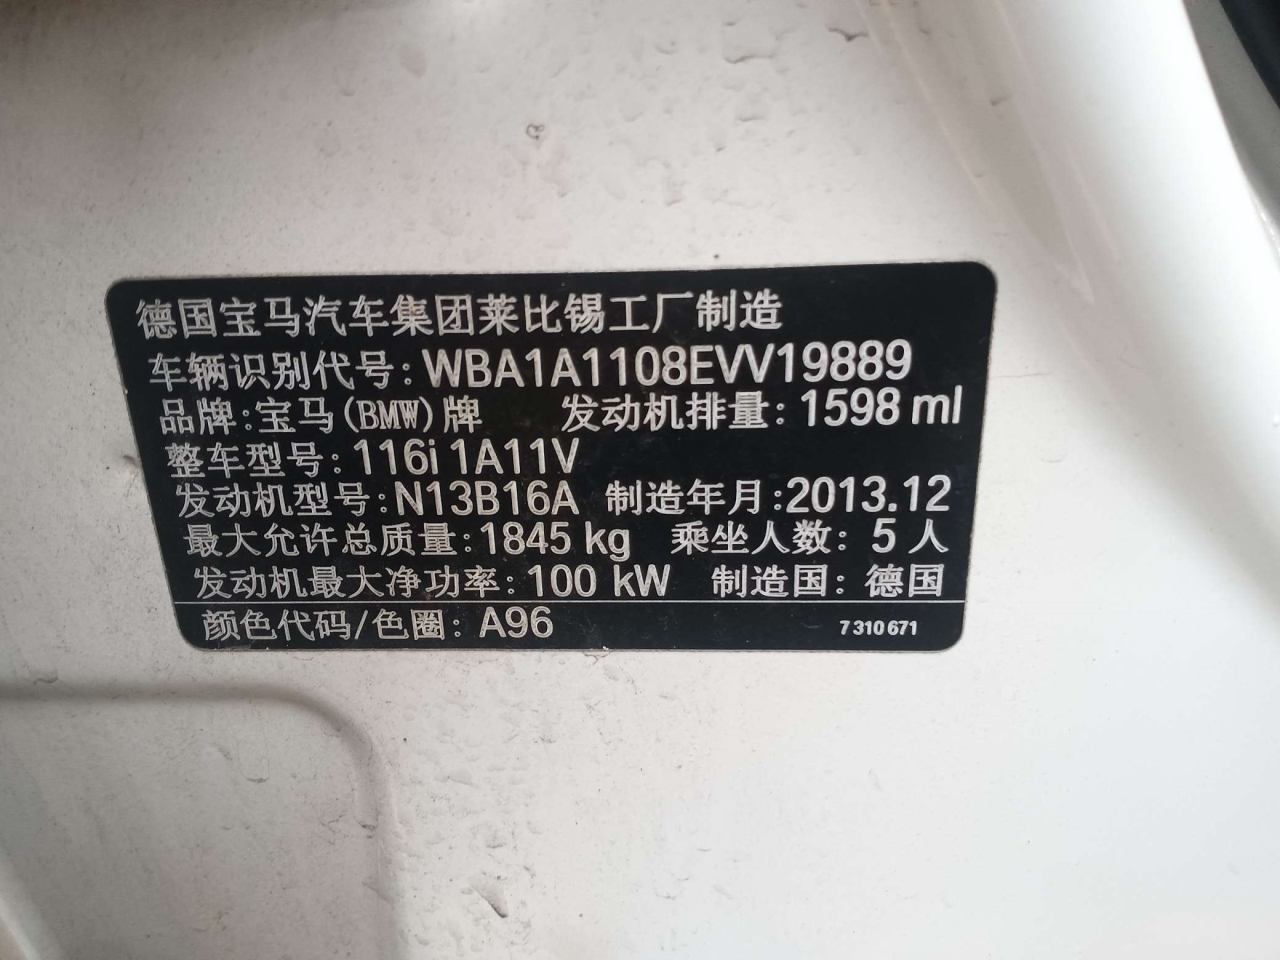 德国宝马汽车集团莱比锡工厂制造
车辆识别代号: WBA1A1108EVV19889
品牌:宝马(BMW)牌 发动机排量: 1598 ml
整车型号: 116i 1A11V
发动机型号: N13B16A 制造年月:2013.12
最大允许总质量: 1845 kg 乘坐人数: 5 人
发动机最大净功率: 100 kW 制造国: 德国
颜色代码/色圈: A96 7 310 671